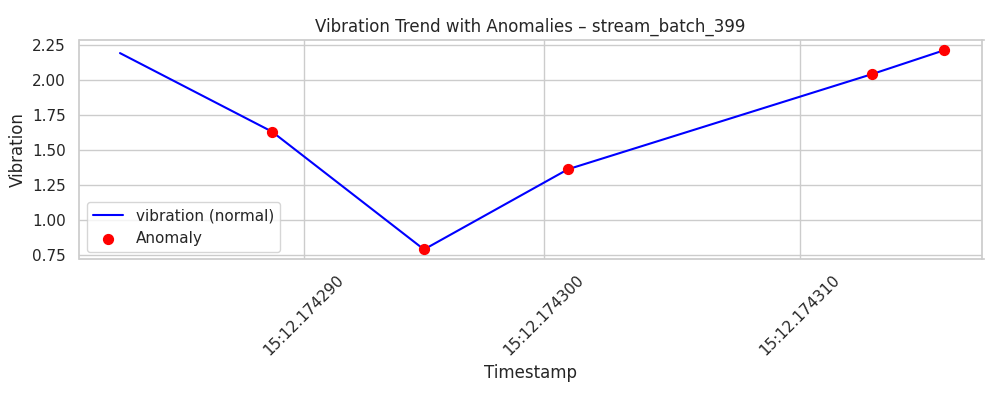 Vibration Trend with Anomalies – stream_batch_399
Vibration
2.25
2.00
1.75
1.50
1.25
1.00
0.75
vibration (normal)
Anomaly
15:12.174290
15:12.174300
15:12.174310
Timestamp